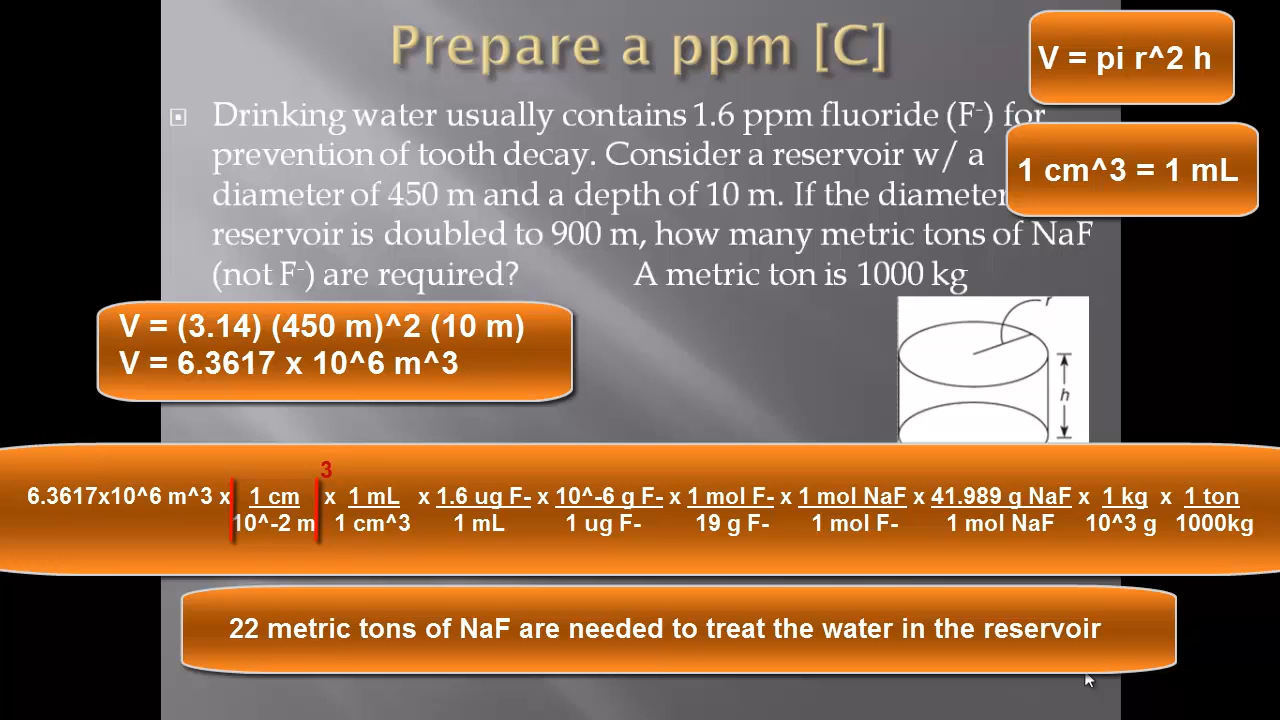 Prepare a ppm [C]
V = pi r^2 h
Drinking water usually contains 1.6 ppm fluoride (F-) for
prevention of tooth decay. Consider a reservoir w/ a
1 cm^3 = 1 mL
diameter of 450 m and a depth of 10 m. If the diameter
reservoir is doubled to 900 m, how many metric tons of NaF
(not F-) are required? A metric ton is 1000 kg
V = (3.14) (450 m)^2 (10 m)
V = 6.3617 x 10^6 m^3
r
h
3
6.3617x10^6 m^3 x 1 cm x 1 mL x 1.6 ug F- x 10^-6 g F- x 1 mol F- x 1 mol NaF x 41.989 g NaF x 1 kg x 1 ton
10^-2 m 1 cm^3 1 mL 1 ug F- 19 g F- 1 mol F- 1 mol NaF 10^3 g 1000kg
22 metric tons of NaF are needed to treat the water in the reservoir